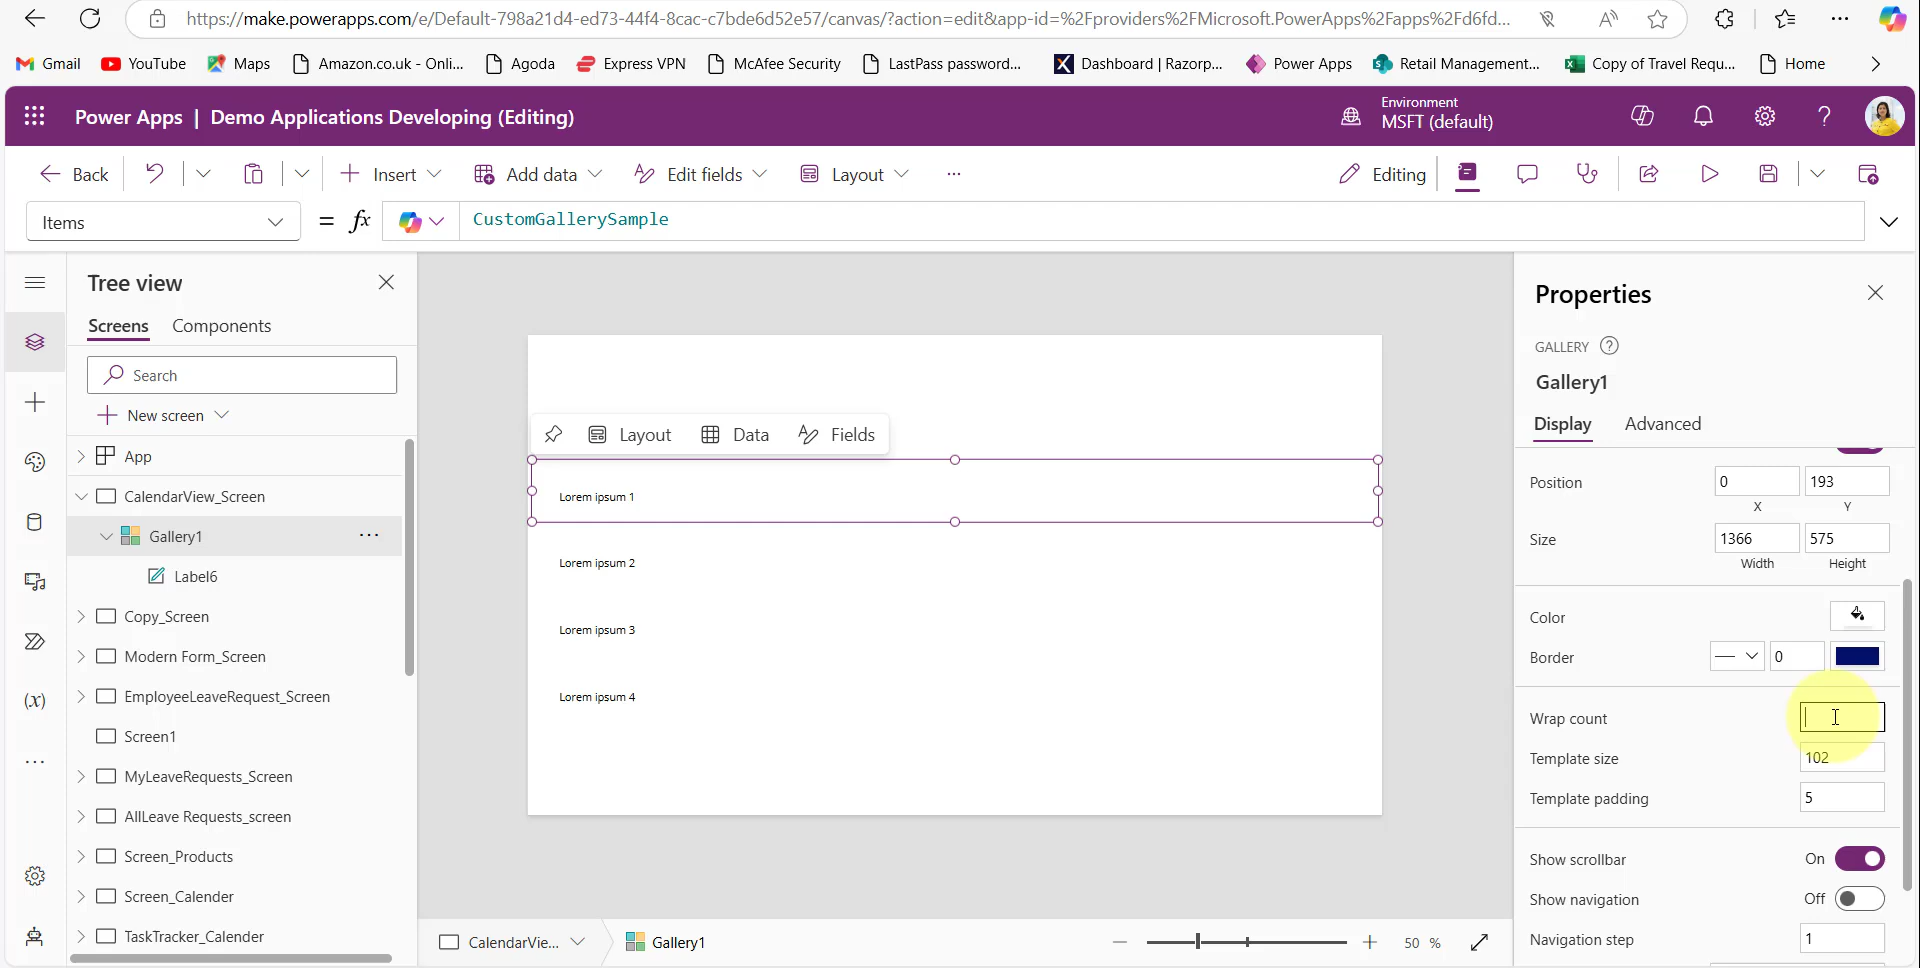 https://make.powerapps.com/e/Default-798a21d4-ed73-44f4-8cac-c7bde6d52e57/canvas/?action=edit&app-id=%2Fproviders%2FMicrosoft.PowerApps%2Fapps%2Fd6fd...
Gmail YouTube Maps Amazon.co.uk - Onli... Agoda Express VPN McAfee Security LastPass password... Dashboard | Razorp... Power Apps Retail Management... Copy of Travel Requ... Home
Power Apps | Demo Applications Developing (Editing)
Environment
MSFT (default)
Back Insert Add data Edit fields Layout ... Editing
Items = fx CustomGallerySample
Tree view
Screens Components
Search
New screen
App
CalendarView_Screen
Gallery1 ...
Label6
Copy_Screen
Modern Form_Screen
EmployeeLeaveRequest_Screen
Screen1
MyLeaveRequests_Screen
AllLeave Requests_screen
Screen_Products
Screen_Calender
TaskTracker_Calender
Layout Data Fields
Lorem ipsum 1
Lorem ipsum 2
Lorem ipsum 3
Lorem ipsum 4
CalendarVie... Gallery1
50 %
Properties
GALLERY ?
Gallery1
Display Advanced
Position 0 193
X Y
Size 1366 575
Width Height
Color
Border 0
Wrap count
Template size 102
Template padding 5
Show scrollbar On
Show navigation Off
Navigation step 1